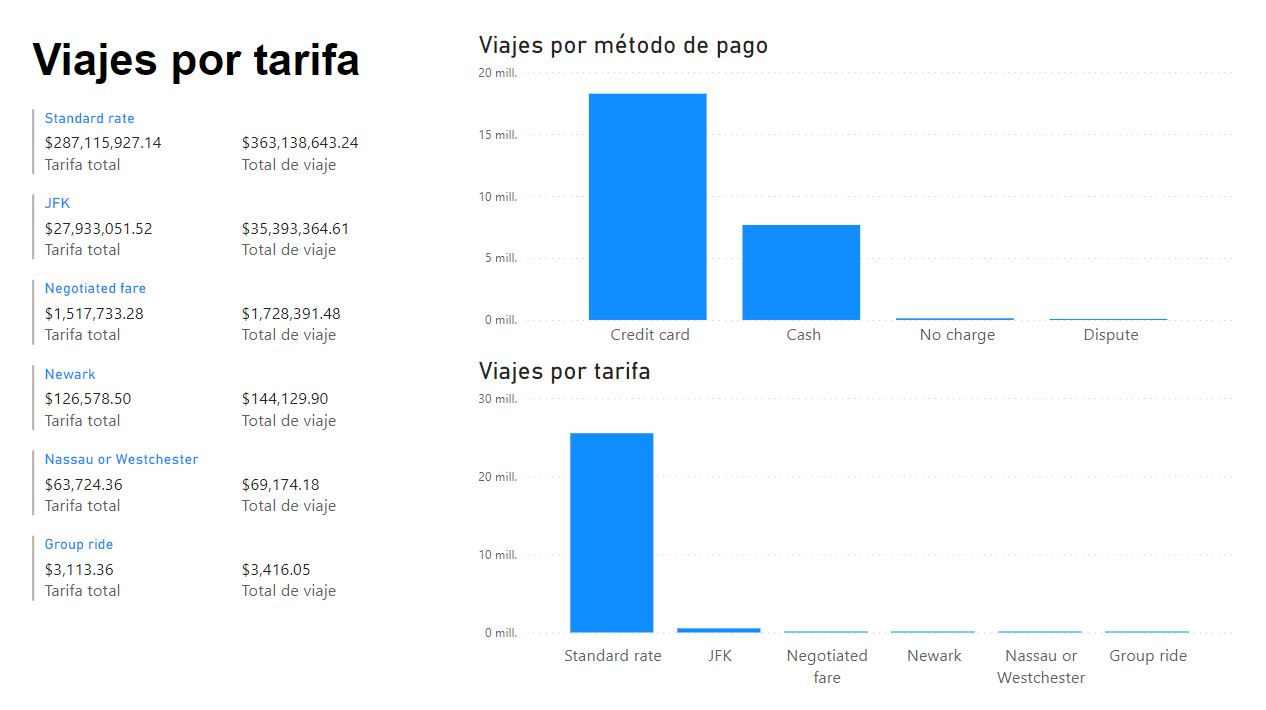 Viajes por tarifa
Standard rate
$287,115,927.14 $363,138,643.24
Tarifa total Total de viaje
JFK
$27,933,051.52 $35,393,364.61
Tarifa total Total de viaje
Negotiated fare
$1,517,733.28 $1,728,391.48
Tarifa total Total de viaje
Newark
$126,578.50 $144,129.90
Tarifa total Total de viaje
Nassau or Westchester
$63,724.36 $69,174.18
Tarifa total Total de viaje
Group ride
$3,113.36 $3,416.05
Tarifa total Total de viaje
Viajes por método de pago
20 mill.
15 mill.
10 mill.
5 mill.
0 mill.
Credit card Cash No charge Dispute
Viajes por tarifa
30 mill.
20 mill.
10 mill.
0 mill.
Standard rate JFK Negotiated Newark Nassau or Group ride
fare Westchester